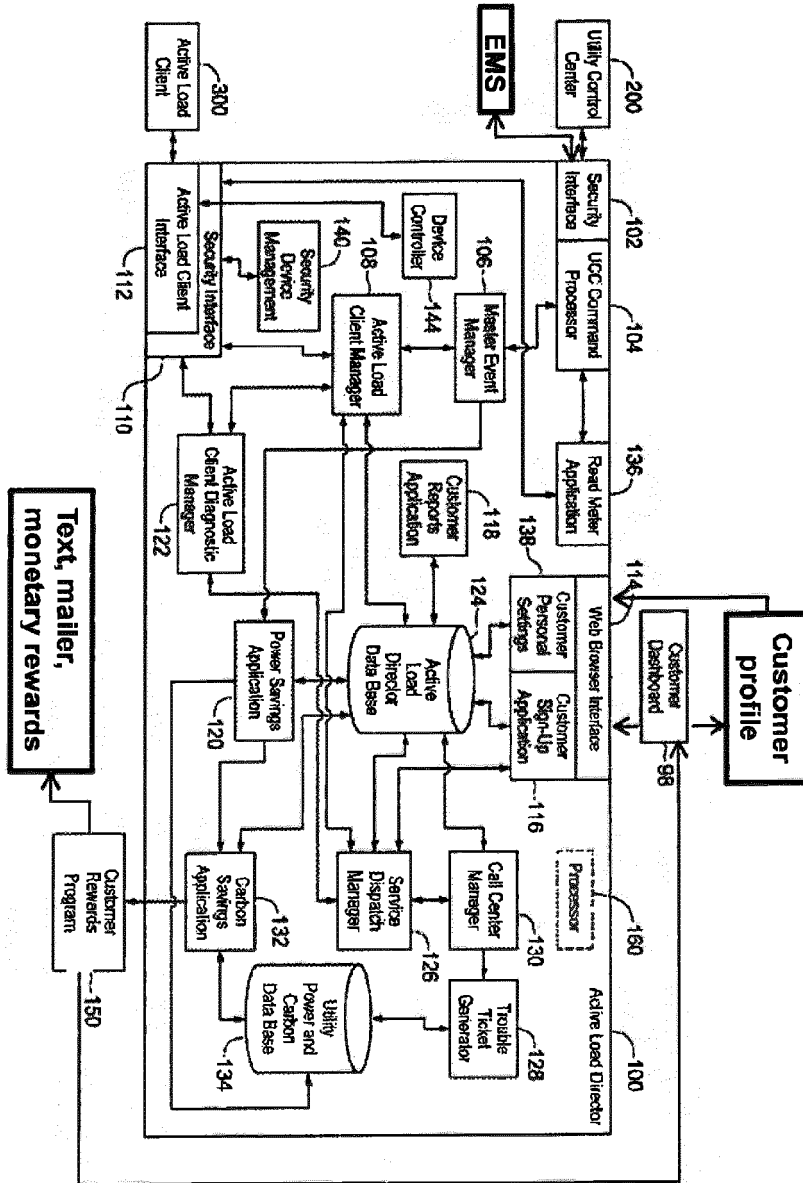 Customer
profile
Customer
Dashboard
98
Utility Control
Center
200
EMS
Active Load
Client
300
Active Load Director
100
Security
Interface
102
UCC Command
Processor
104
Read Meter
Application
136
Web Browser Interface
114
Customer
Personal
Settings
138
Customer
Sign-Up
Application
116
Processor
160
Master Event
Manager
106
Device
Controller
144
Active Load
Client Manager
108
Security
Device
Management
140
Security Interface
110
Active Load Client
Interface
112
Customer
Reports
Application
118
Active
Load
Director
Data Base
124
Call Center
Manager
130
Trouble
Ticket
Generator
128
Service
Dispatch
Manager
126
Active Load
Client Diagnostic
Manager
122
Power Savings
Application
120
Carbon
Savings
Application
132
Utility
Power and
Carbon
Data Base
134
Customer
Rewards
Program
150
Text, mailer,
monetary rewards